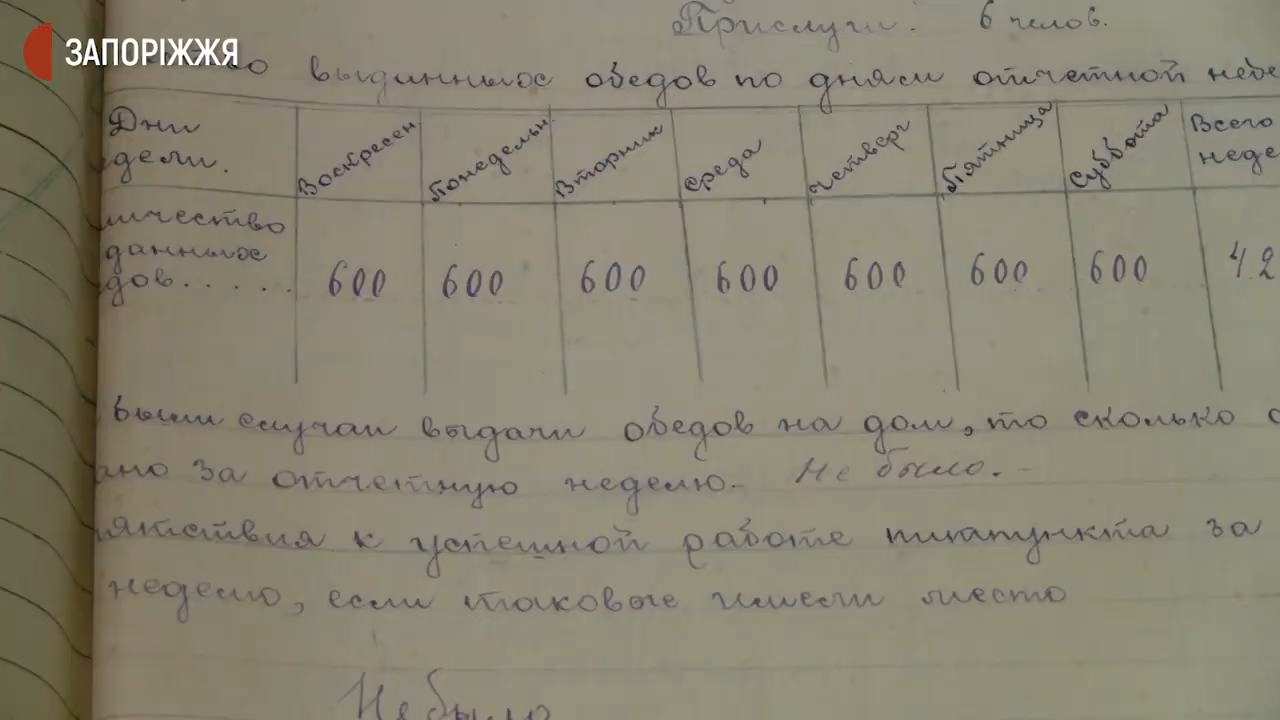 ЗАПОРІЖЖЯ
Прислуги: 6 челов.
во выданных обедов по дням отчетной неде
Дни Воскресен Понедельн Вторник Среда Четверг Пятница Суббота Всего
дели. неде
ичество
данных
дов...... 600 600 600 600 600 600 600 42
были случаи выдачи обедов на дом, то сколько о
ано за отчетную неделю. Не было.
ятствия к успешной работе питпункта за
неделю, если таковые имели место
Не было